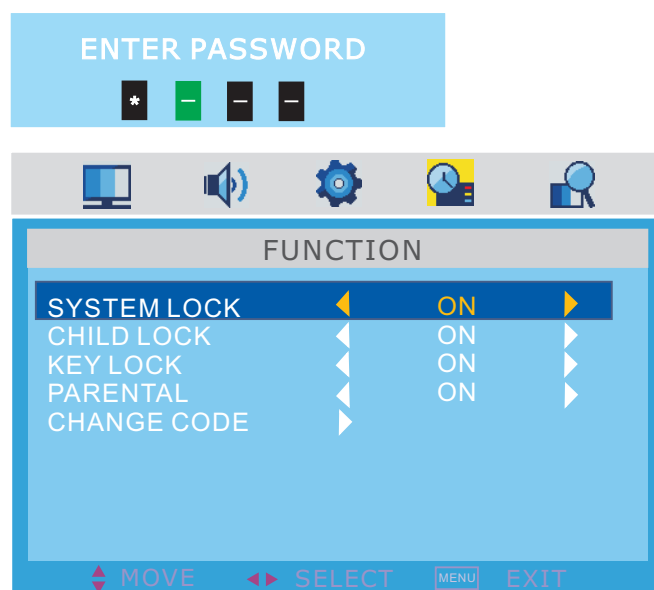 ENTER PASSWORD
* – – –
FUNCTION
SYSTEM LOCK ON
CHILD LOCK ON
KEY LOCK ON
PARENTAL ON
CHANGE CODE
MOVE SELECT MENU EXIT